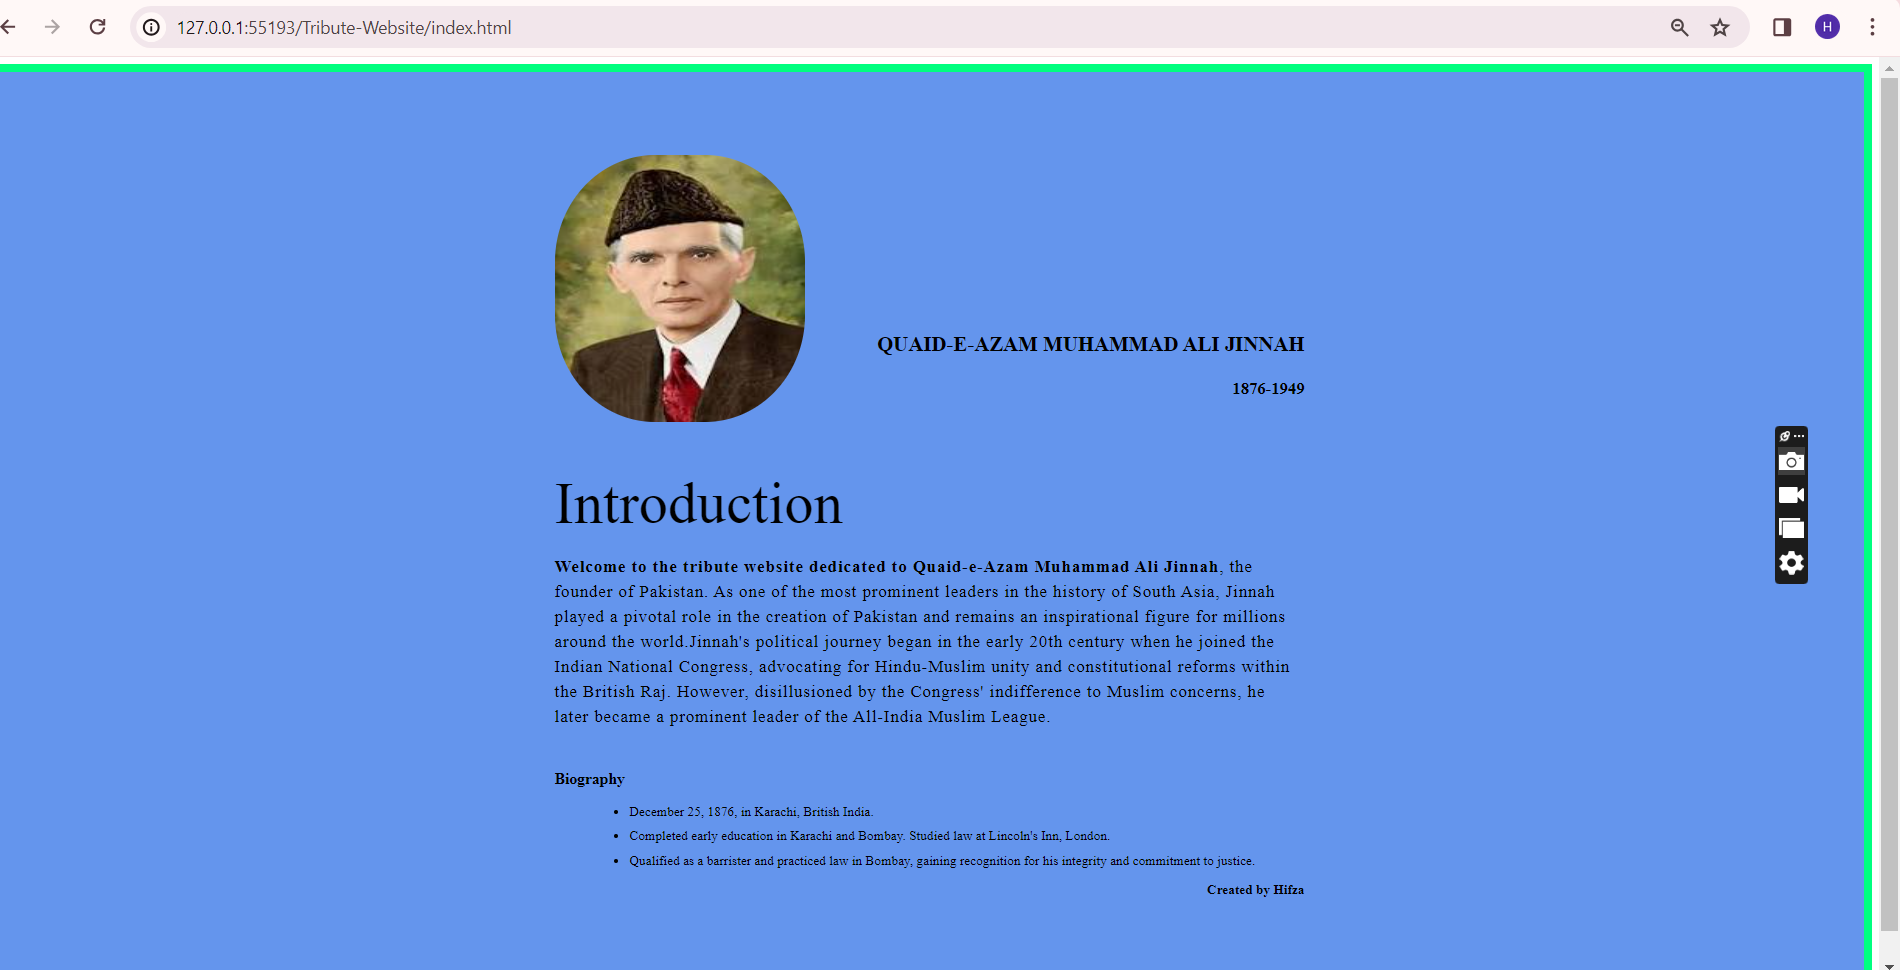 127.0.0.1:55193/Tribute-Website/index.html
H
QUAID-E-AZAM MUHAMMAD ALI JINNAH
1876-1949
Introduction
Welcome to the tribute website dedicated to Quaid-e-Azam Muhammad Ali Jinnah, the
founder of Pakistan. As one of the most prominent leaders in the history of South Asia, Jinnah
played a pivotal role in the creation of Pakistan and remains an inspirational figure for millions
around the world.Jinnah's political journey began in the early 20th century when he joined the
Indian National Congress, advocating for Hindu-Muslim unity and constitutional reforms within
the British Raj. However, disillusioned by the Congress' indifference to Muslim concerns, he
later became a prominent leader of the All-India Muslim League.
Biography
• December 25, 1876, in Karachi, British India.
• Completed early education in Karachi and Bombay. Studied law at Lincoln's Inn, London.
• Qualified as a barrister and practiced law in Bombay, gaining recognition for his integrity and commitment to justice.
Created by Hifza